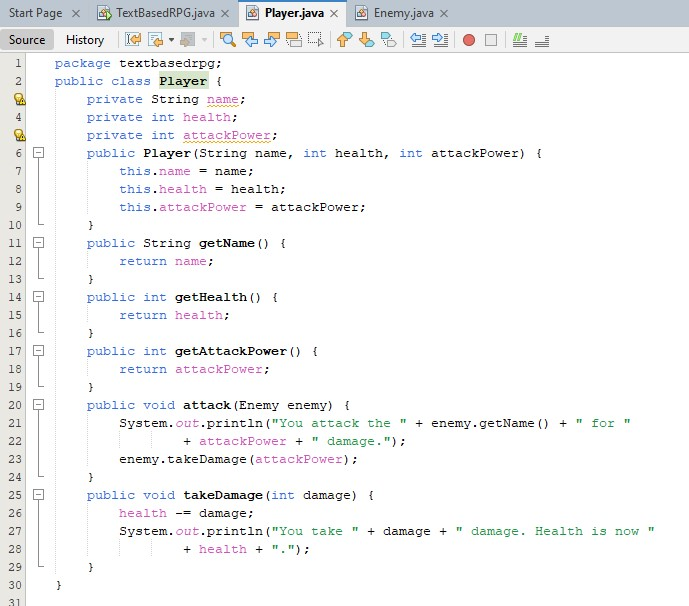 Start Page TextBasedRPG.java Player.java Enemy.java
Source History
1 package textbasedrpg;
2 public class Player {
private String name;
4 private int health;
private int attackPower;
6 public Player(String name, int health, int attackPower) {
7 this.name = name;
8 this.health = health;
9 this.attackPower = attackPower;
10 }
11 public String getName() {
12 return name;
13 }
14 public int getHealth() {
15 return health;
16 }
17 public int getAttackPower() {
18 return attackPower;
19 }
20 public void attack(Enemy enemy) {
21 System.out.println("You attack the " + enemy.getName() + " for "
22 + attackPower + " damage.");
23 enemy.takeDamage(attackPower);
24 }
25 public void takeDamage(int damage) {
26 health -= damage;
27 System.out.println("You take " + damage + " damage. Health is now "
28 + health + ".");
29 }
30 }
31